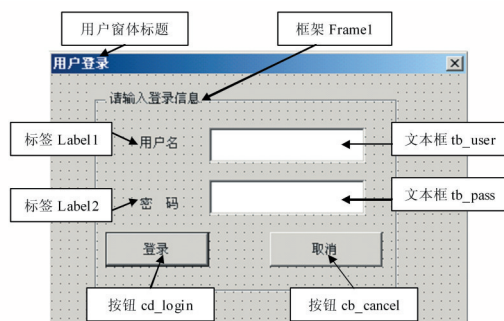 用户窗体标题
框架 Frame1
用户登录
请输入登录信息
标签 Label1
用户名
文本框 tb_user
标签 Label2
密 码
文本框 tb_pass
登录
取消
按钮 cd_login
按钮 cb_cancel